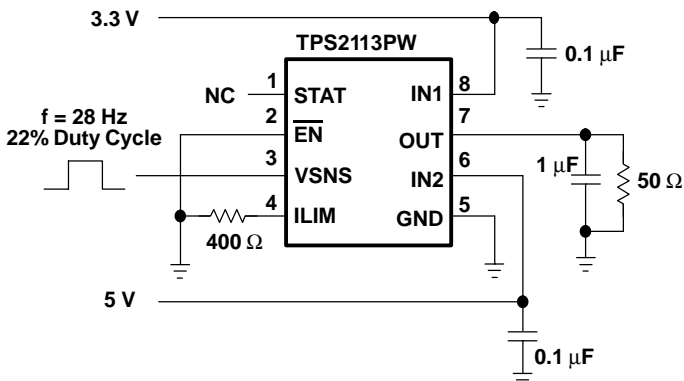 3.3 V
TPS2113PW
0.1 μF
NC
1
STAT
IN1
8
f = 28 Hz
22% Duty Cycle
2
EN
OUT
7
3
VSNS
IN2
6
1 μF
50 Ω
4
ILIM
GND
5
400 Ω
5 V
0.1 μF